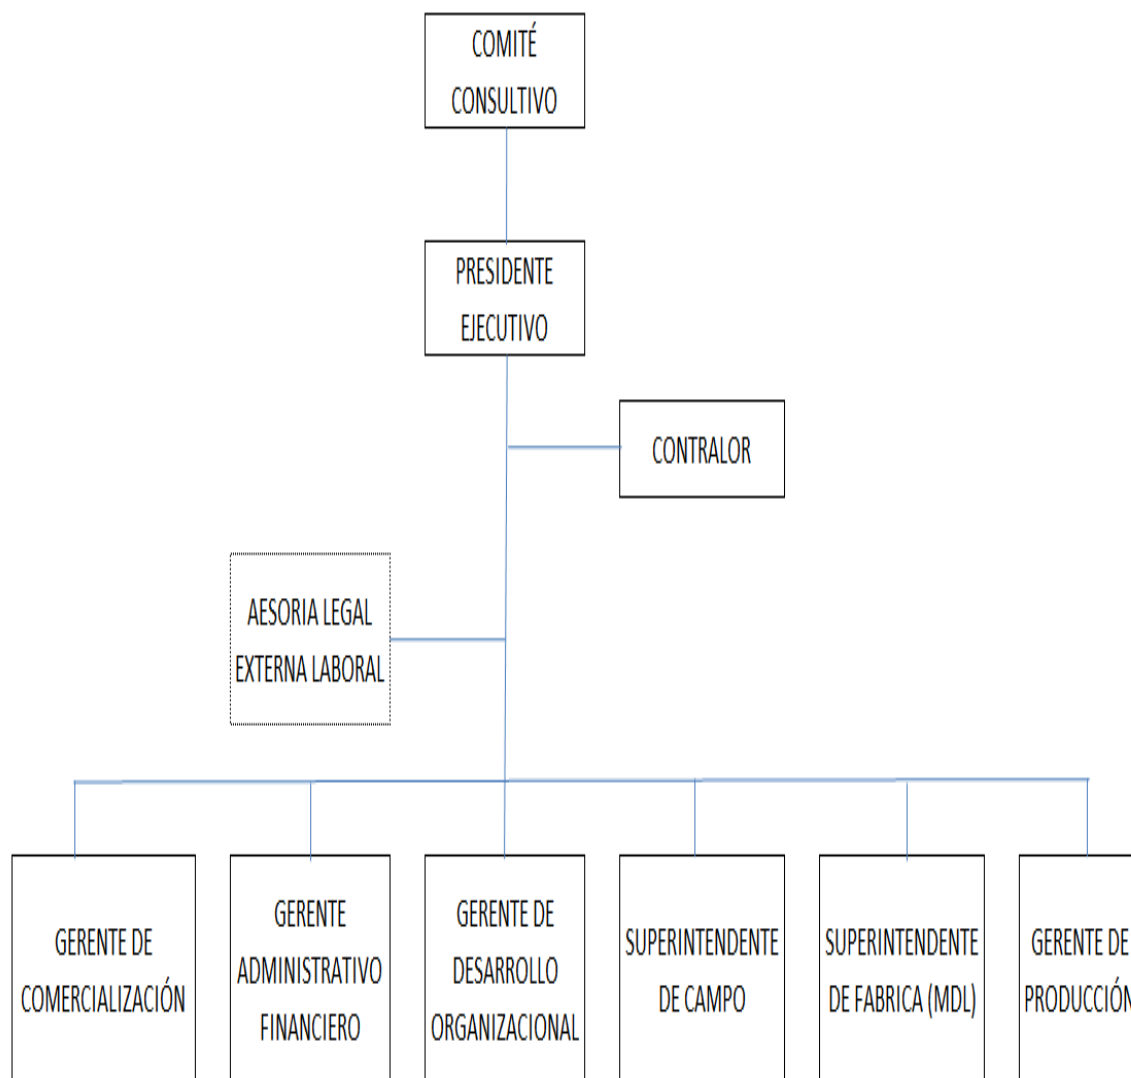 COMITÉ
CONSULTIVO
PRESIDENTE
EJECUTIVO
CONTRALOR
AESORIA LEGAL
EXTERNA LABORAL
GERENTE DE
COMERCIALIZACIÓN
GERENTE
ADMINISTRATIVO
FINANCIERO
GERENTE DE
DESARROLLO
ORGANIZACIONAL
SUPERINTENDENTE
DE CAMPO
SUPERINTENDENTE
DE FABRICA (MDL)
GERENTE DE
PRODUCCIÓN